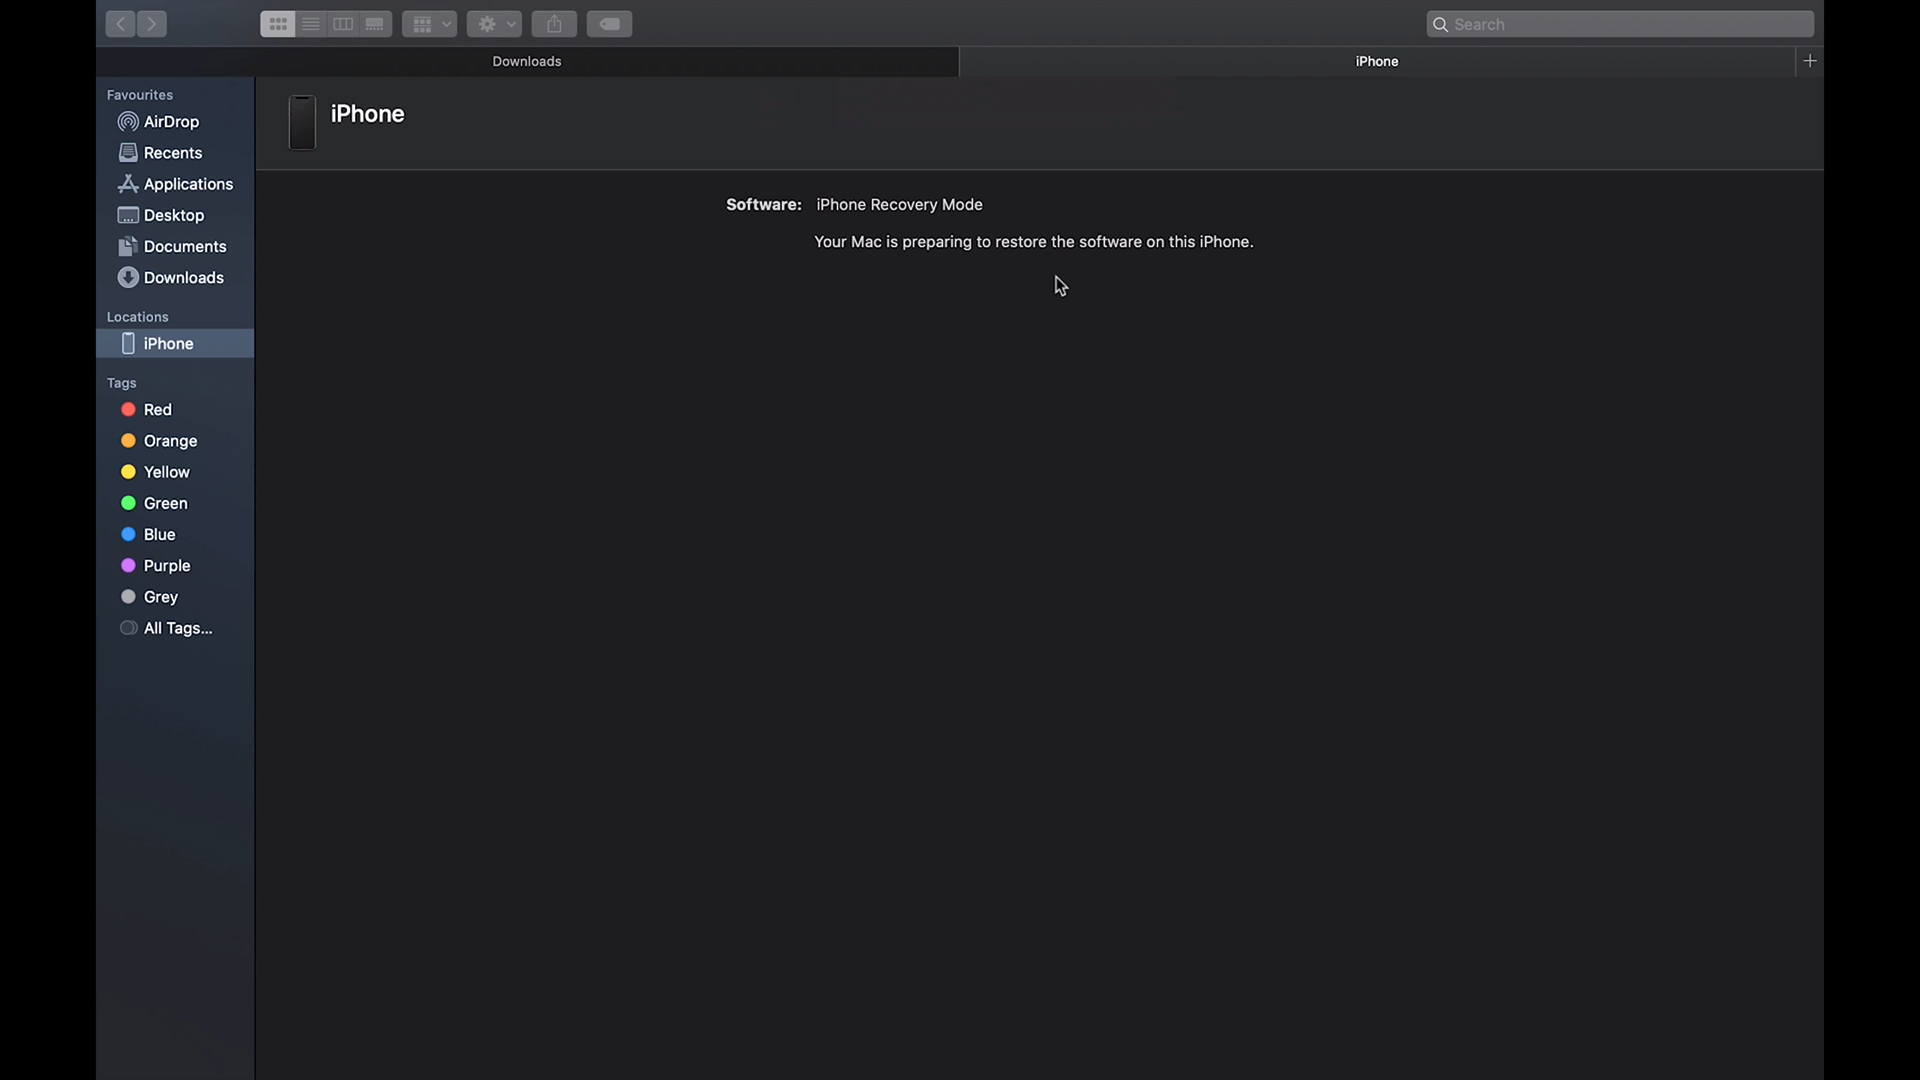 Search
Downloads
iPhone
Favourites
AirDrop
Recents
Applications
Desktop
Documents
Downloads
Locations
iPhone
Tags
Red
Orange
Yellow
Green
Blue
Purple
Grey
All Tags...
iPhone
Software: iPhone Recovery Mode
Your Mac is preparing to restore the software on this iPhone.